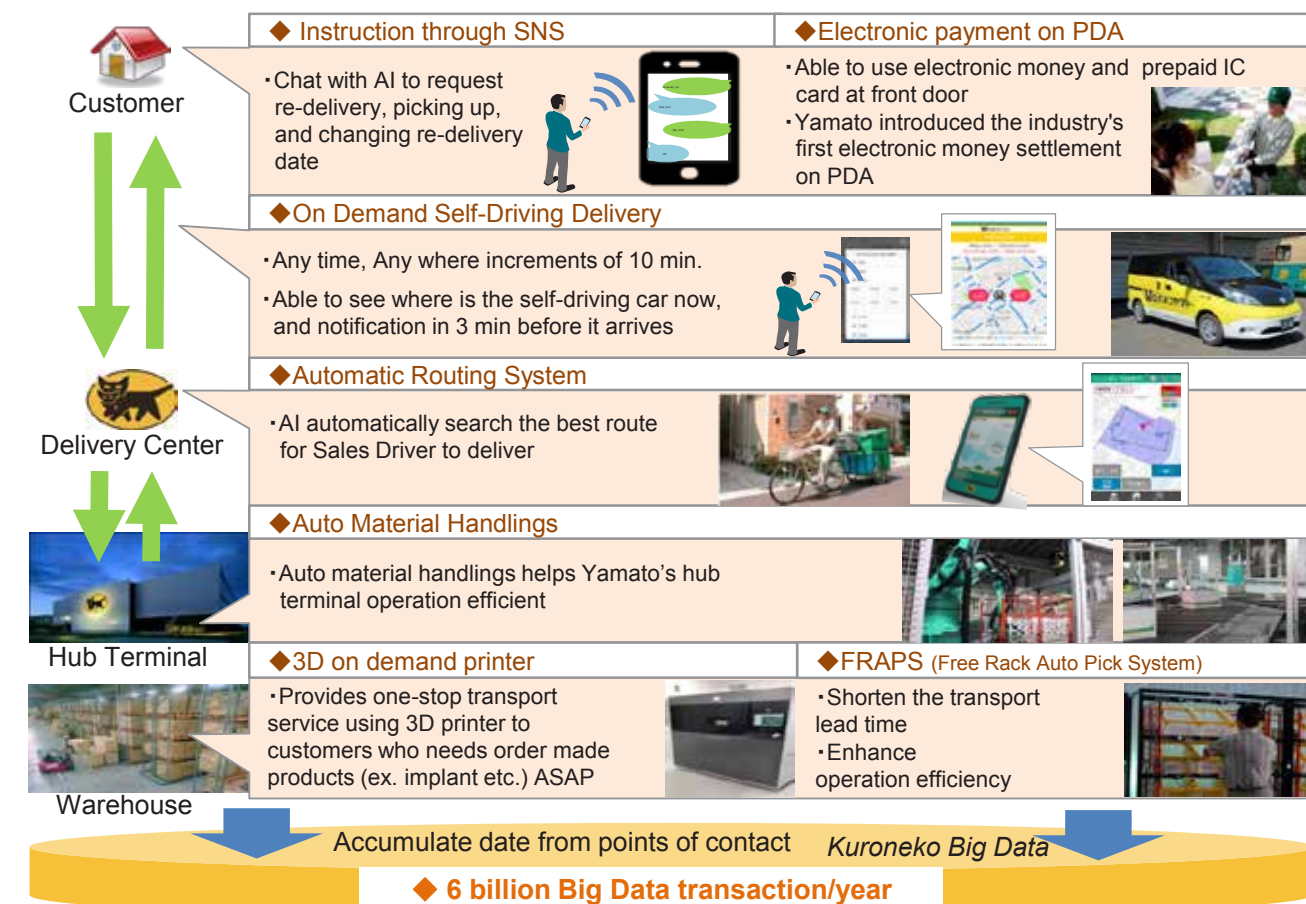 Customer
◆ Instruction through SNS
・Chat with AI to request
re-delivery, picking up,
and changing re-delivery
date
◆Electronic payment on PDA
・Able to use electronic money and prepaid IC
card at front door
・Yamato introduced the industry's
first electronic money settlement
on PDA
◆On Demand Self-Driving Delivery
・Any time, Any where increments of 10 min.
・Able to see where is the self-driving car now,
and notification in 3 min before it arrives
Delivery Center
◆Automatic Routing System
・AI automatically search the best route
for Sales Driver to deliver
Hub Terminal
◆Auto Material Handlings
・Auto material handlings helps Yamato's hub
terminal operation efficient
Warehouse
◆3D on demand printer
・Provides one-stop transport
service using 3D printer to
customers who needs order made
products (ex. implant etc.) ASAP
◆FRAPS (Free Rack Auto Pick System)
・Shorten the transport
lead time
・Enhance
operation efficiency
Accumulate date from points of contact Kuroneko Big Data
◆ 6 billion Big Data transaction/year